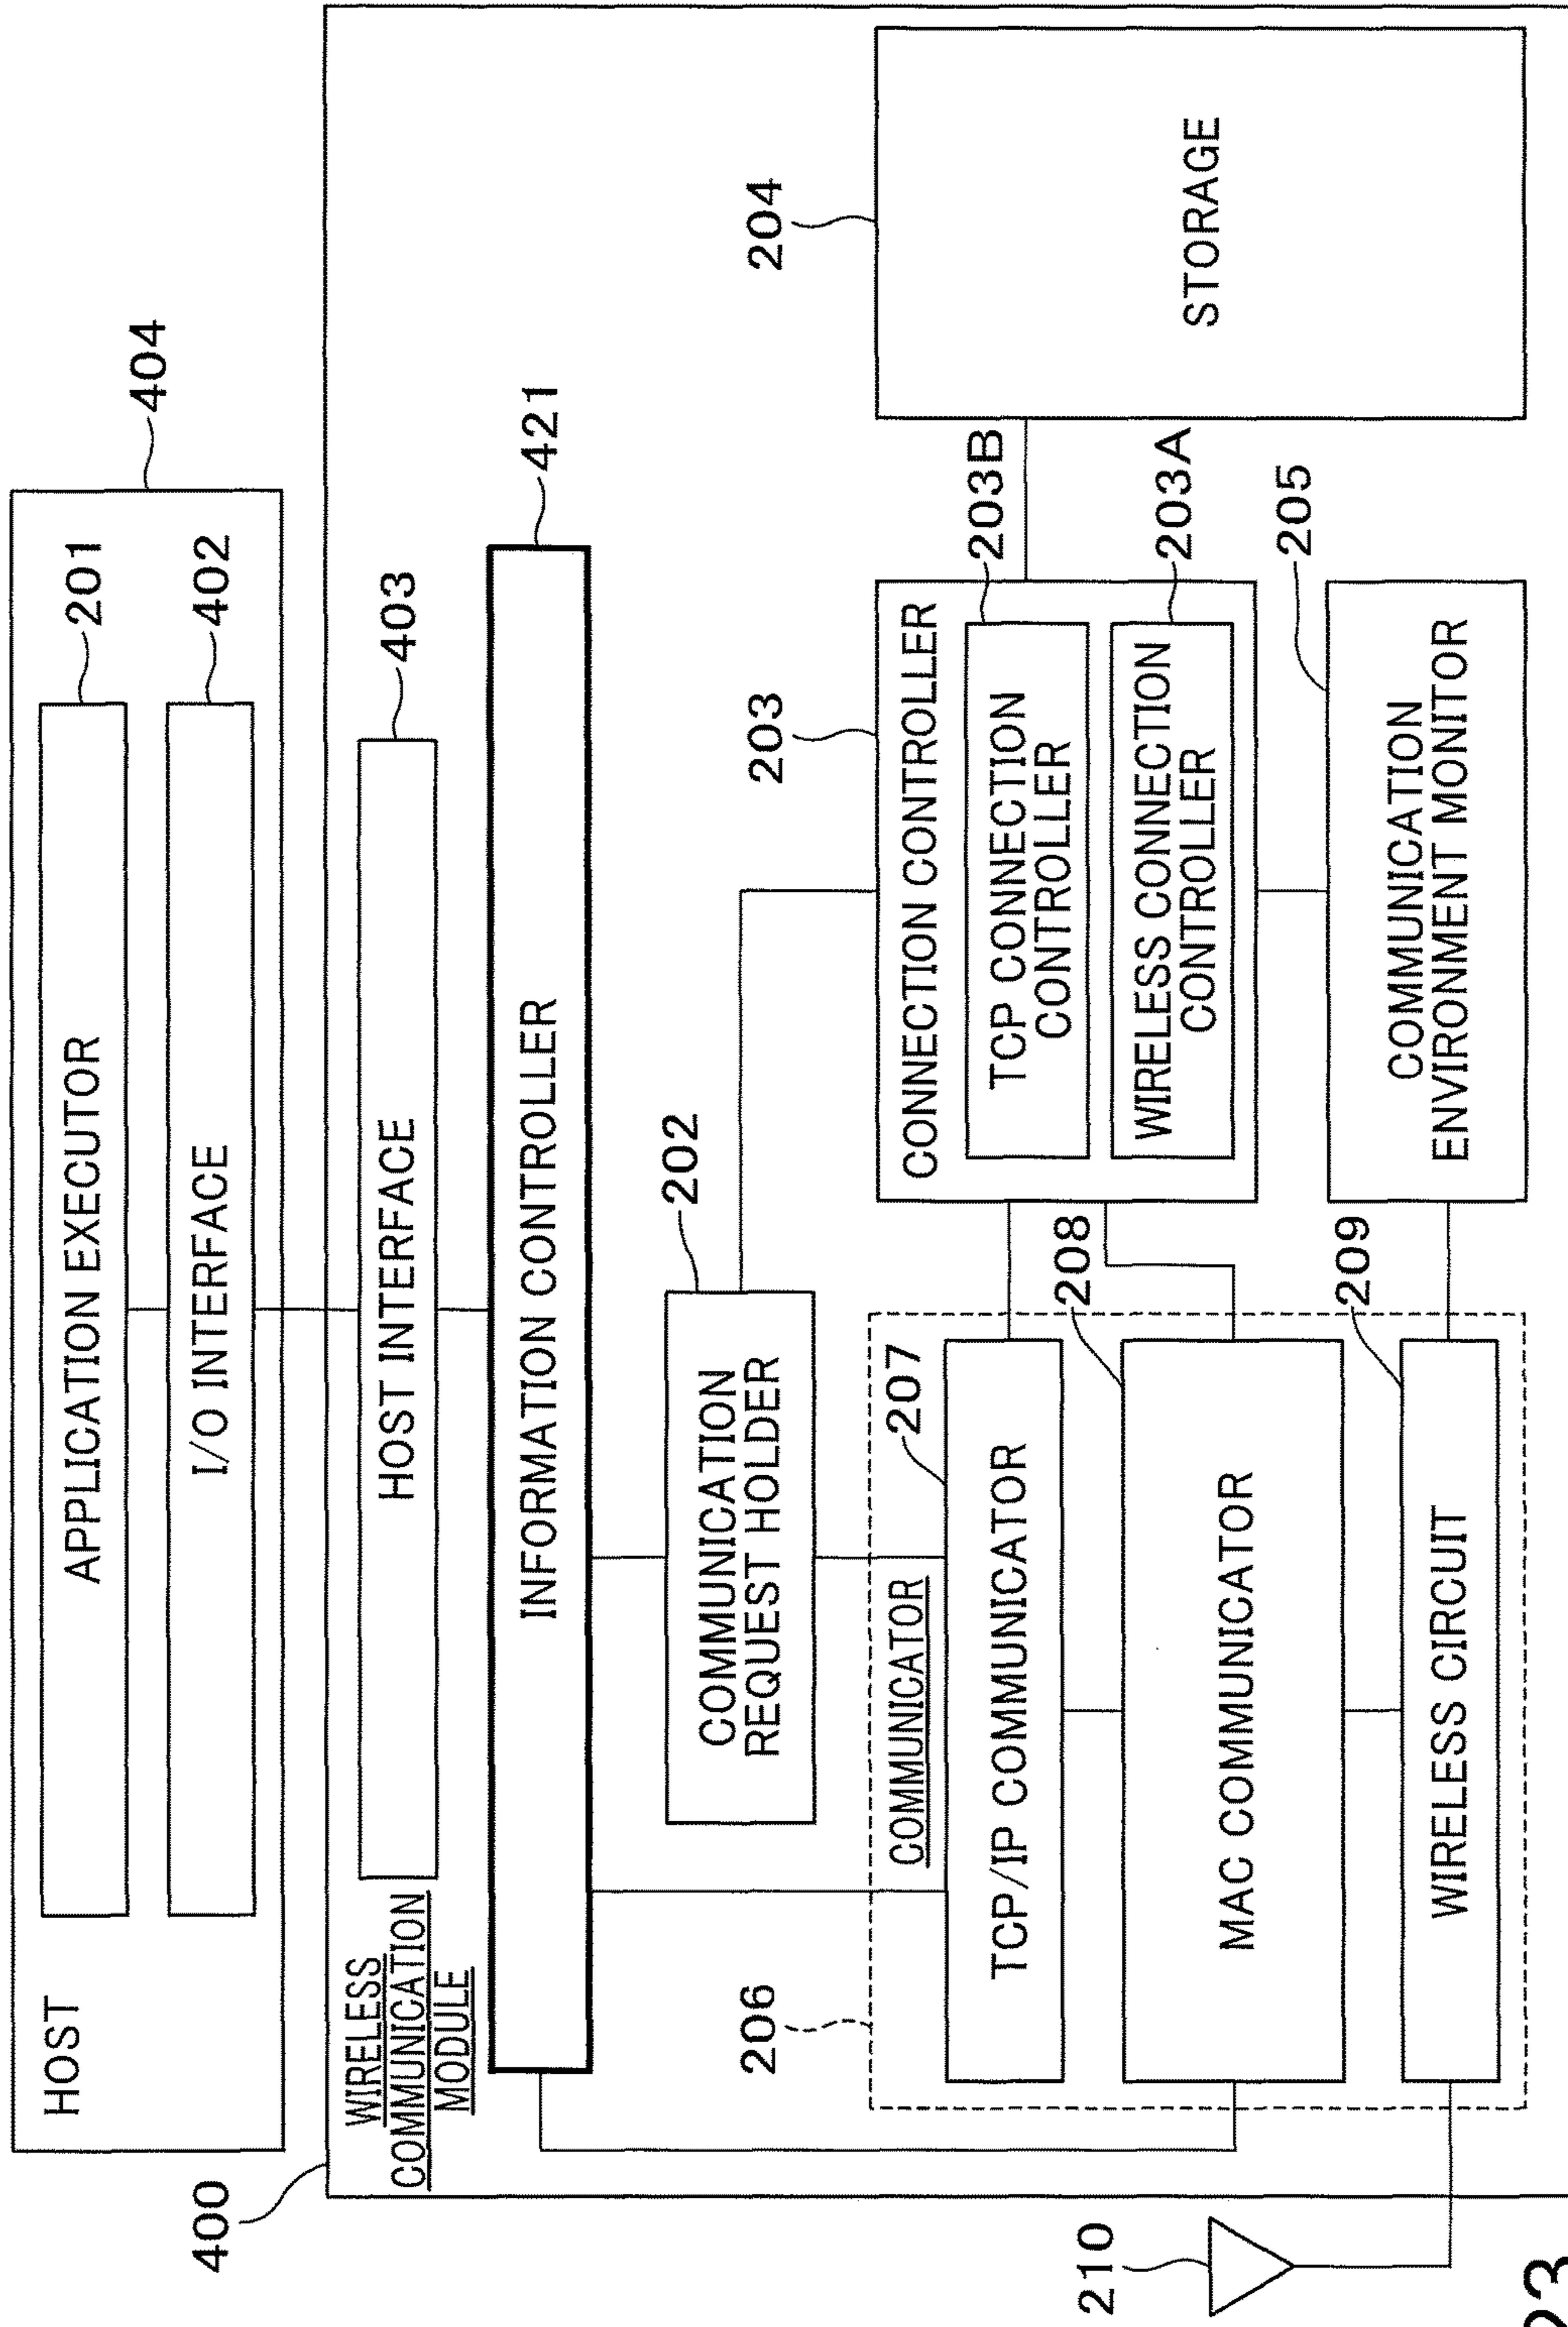 HOST
404
APPLICATION EXECUTOR
201
I/O INTERFACE
402
400
WIRELESS
COMMUNICATION
MODULE
HOST INTERFACE
403
INFORMATION CONTROLLER
421
COMMUNICATION
REQUEST HOLDER
202
206
COMMUNICATOR
TCP/IP COMMUNICATOR
207
MAC COMMUNICATOR
208
WIRELESS CIRCUIT
209
210
203
CONNECTION CONTROLLER
TCP CONNECTION
CONTROLLER
203B
WIRELESS CONNECTION
CONTROLLER
203A
COMMUNICATION
ENVIRONMENT MONITOR
205
204
STORAGE
23